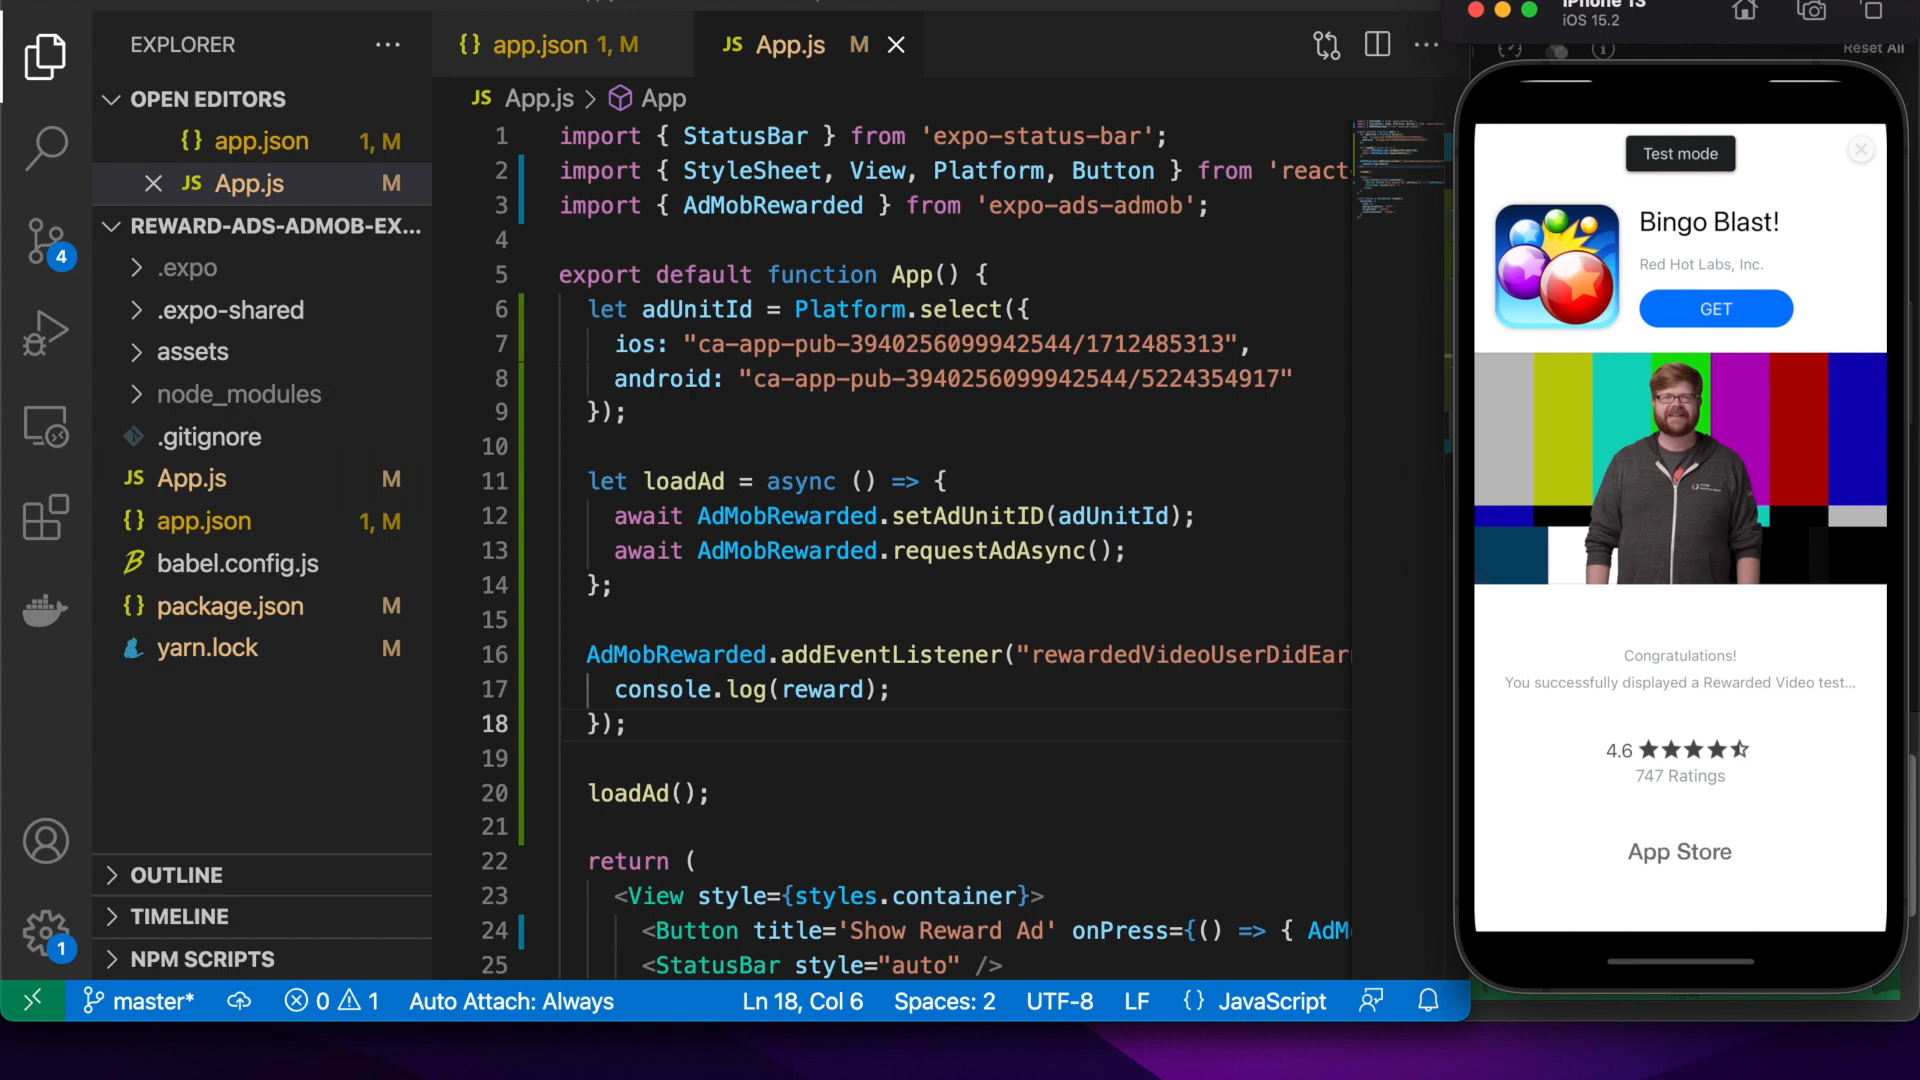 EXPLORER
OPEN EDITORS
{} app.json 1, M
JS App.js M
REWARD-ADS-ADMOB-EX...
.expo
.expo-shared
assets
node_modules
.gitignore
JS App.js M
{} app.json 1, M
babel.config.js
{} package.json M
yarn.lock M
OUTLINE
TIMELINE
NPM SCRIPTS
4
1
{} app.json 1, M
JS App.js M
JS App.js > App
1 import { StatusBar } from 'expo-status-bar';
2 import { StyleSheet, View, Platform, Button } from 'react-
3 import { AdMobRewarded } from 'expo-ads-admob';
4
5 export default function App() {
6 let adUnitId = Platform.select({
7 ios: "ca-app-pub-3940256099942544/1712485313",
8 android: "ca-app-pub-3940256099942544/5224354917"
9 });
10
11 let loadAd = async () => {
12 await AdMobRewarded.setAdUnitID(adUnitId);
13 await AdMobRewarded.requestAdAsync();
14 };
15
16 AdMobRewarded.addEventListener("rewardedVideoUserDidEar
17 console.log(reward);
18 });
19
20 loadAd();
21
22 return (
23 <View style={styles.container}>
24 <Button title='Show Reward Ad' onPress={() => { AdM
25 <StatusBar style="auto" />
master* 0 1 Auto Attach: Always Ln 18, Col 6 Spaces: 2 UTF-8 LF {} JavaScript
iPhone 13
iOS 15.2
Reset All
Test mode
Bingo Blast!
Red Hot Labs, Inc.
GET
Congratulations!
You successfully displayed a Rewarded Video test...
4.6
747 Ratings
App Store